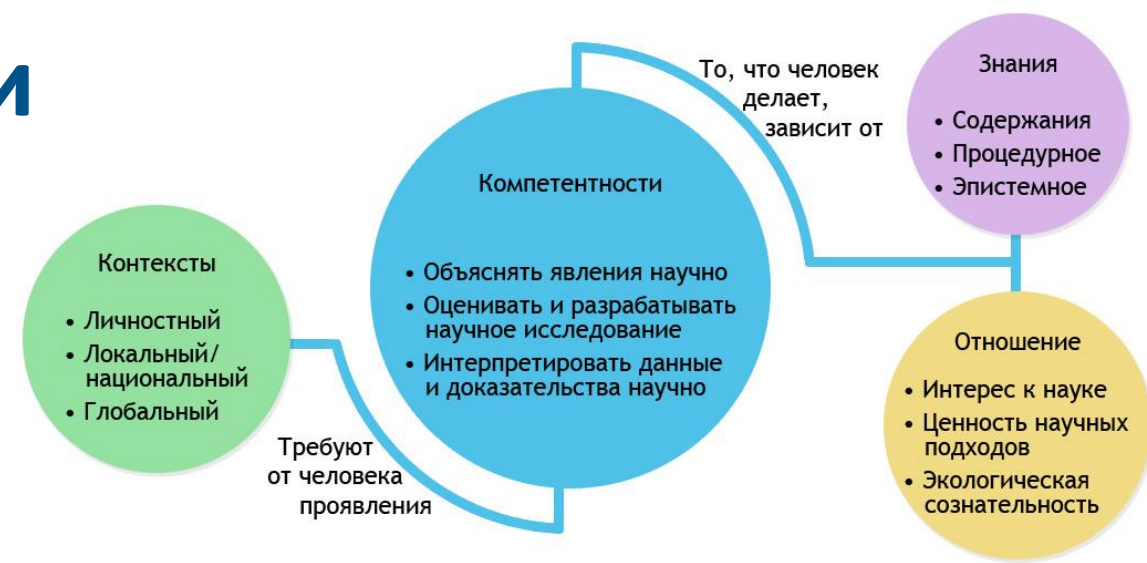 и
Контексты
• Личностный
• Локальный/
национальный
• Глобальный
Требуют
от человека
проявления
Компетентности
• Объяснять явления научно
• Оценивать и разрабатывать
научное исследование
• Интерпретировать данные
и доказательства научно
То, что человек
делает,
зависит от
Знания
• Содержания
• Процедурное
• Эпистемное
Отношение
• Интерес к науке
• Ценность научных
подходов
• Экологическая
сознательность